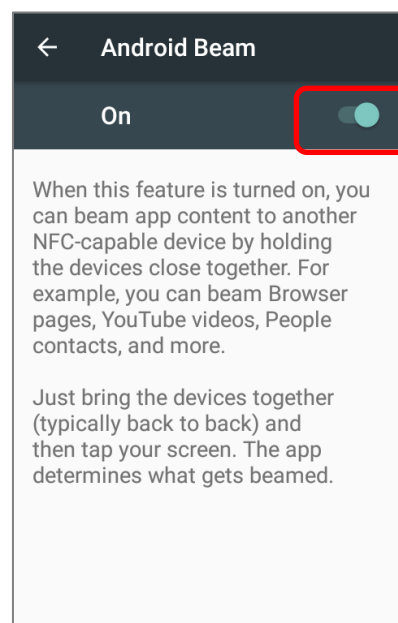 Android Beam
On
When this feature is turned on, you
can beam app content to another
NFC-capable device by holding
the devices close together. For
example, you can beam Browser
pages, YouTube videos, People
contacts, and more.
Just bring the devices together
(typically back to back) and
then tap your screen. The app
determines what gets beamed.